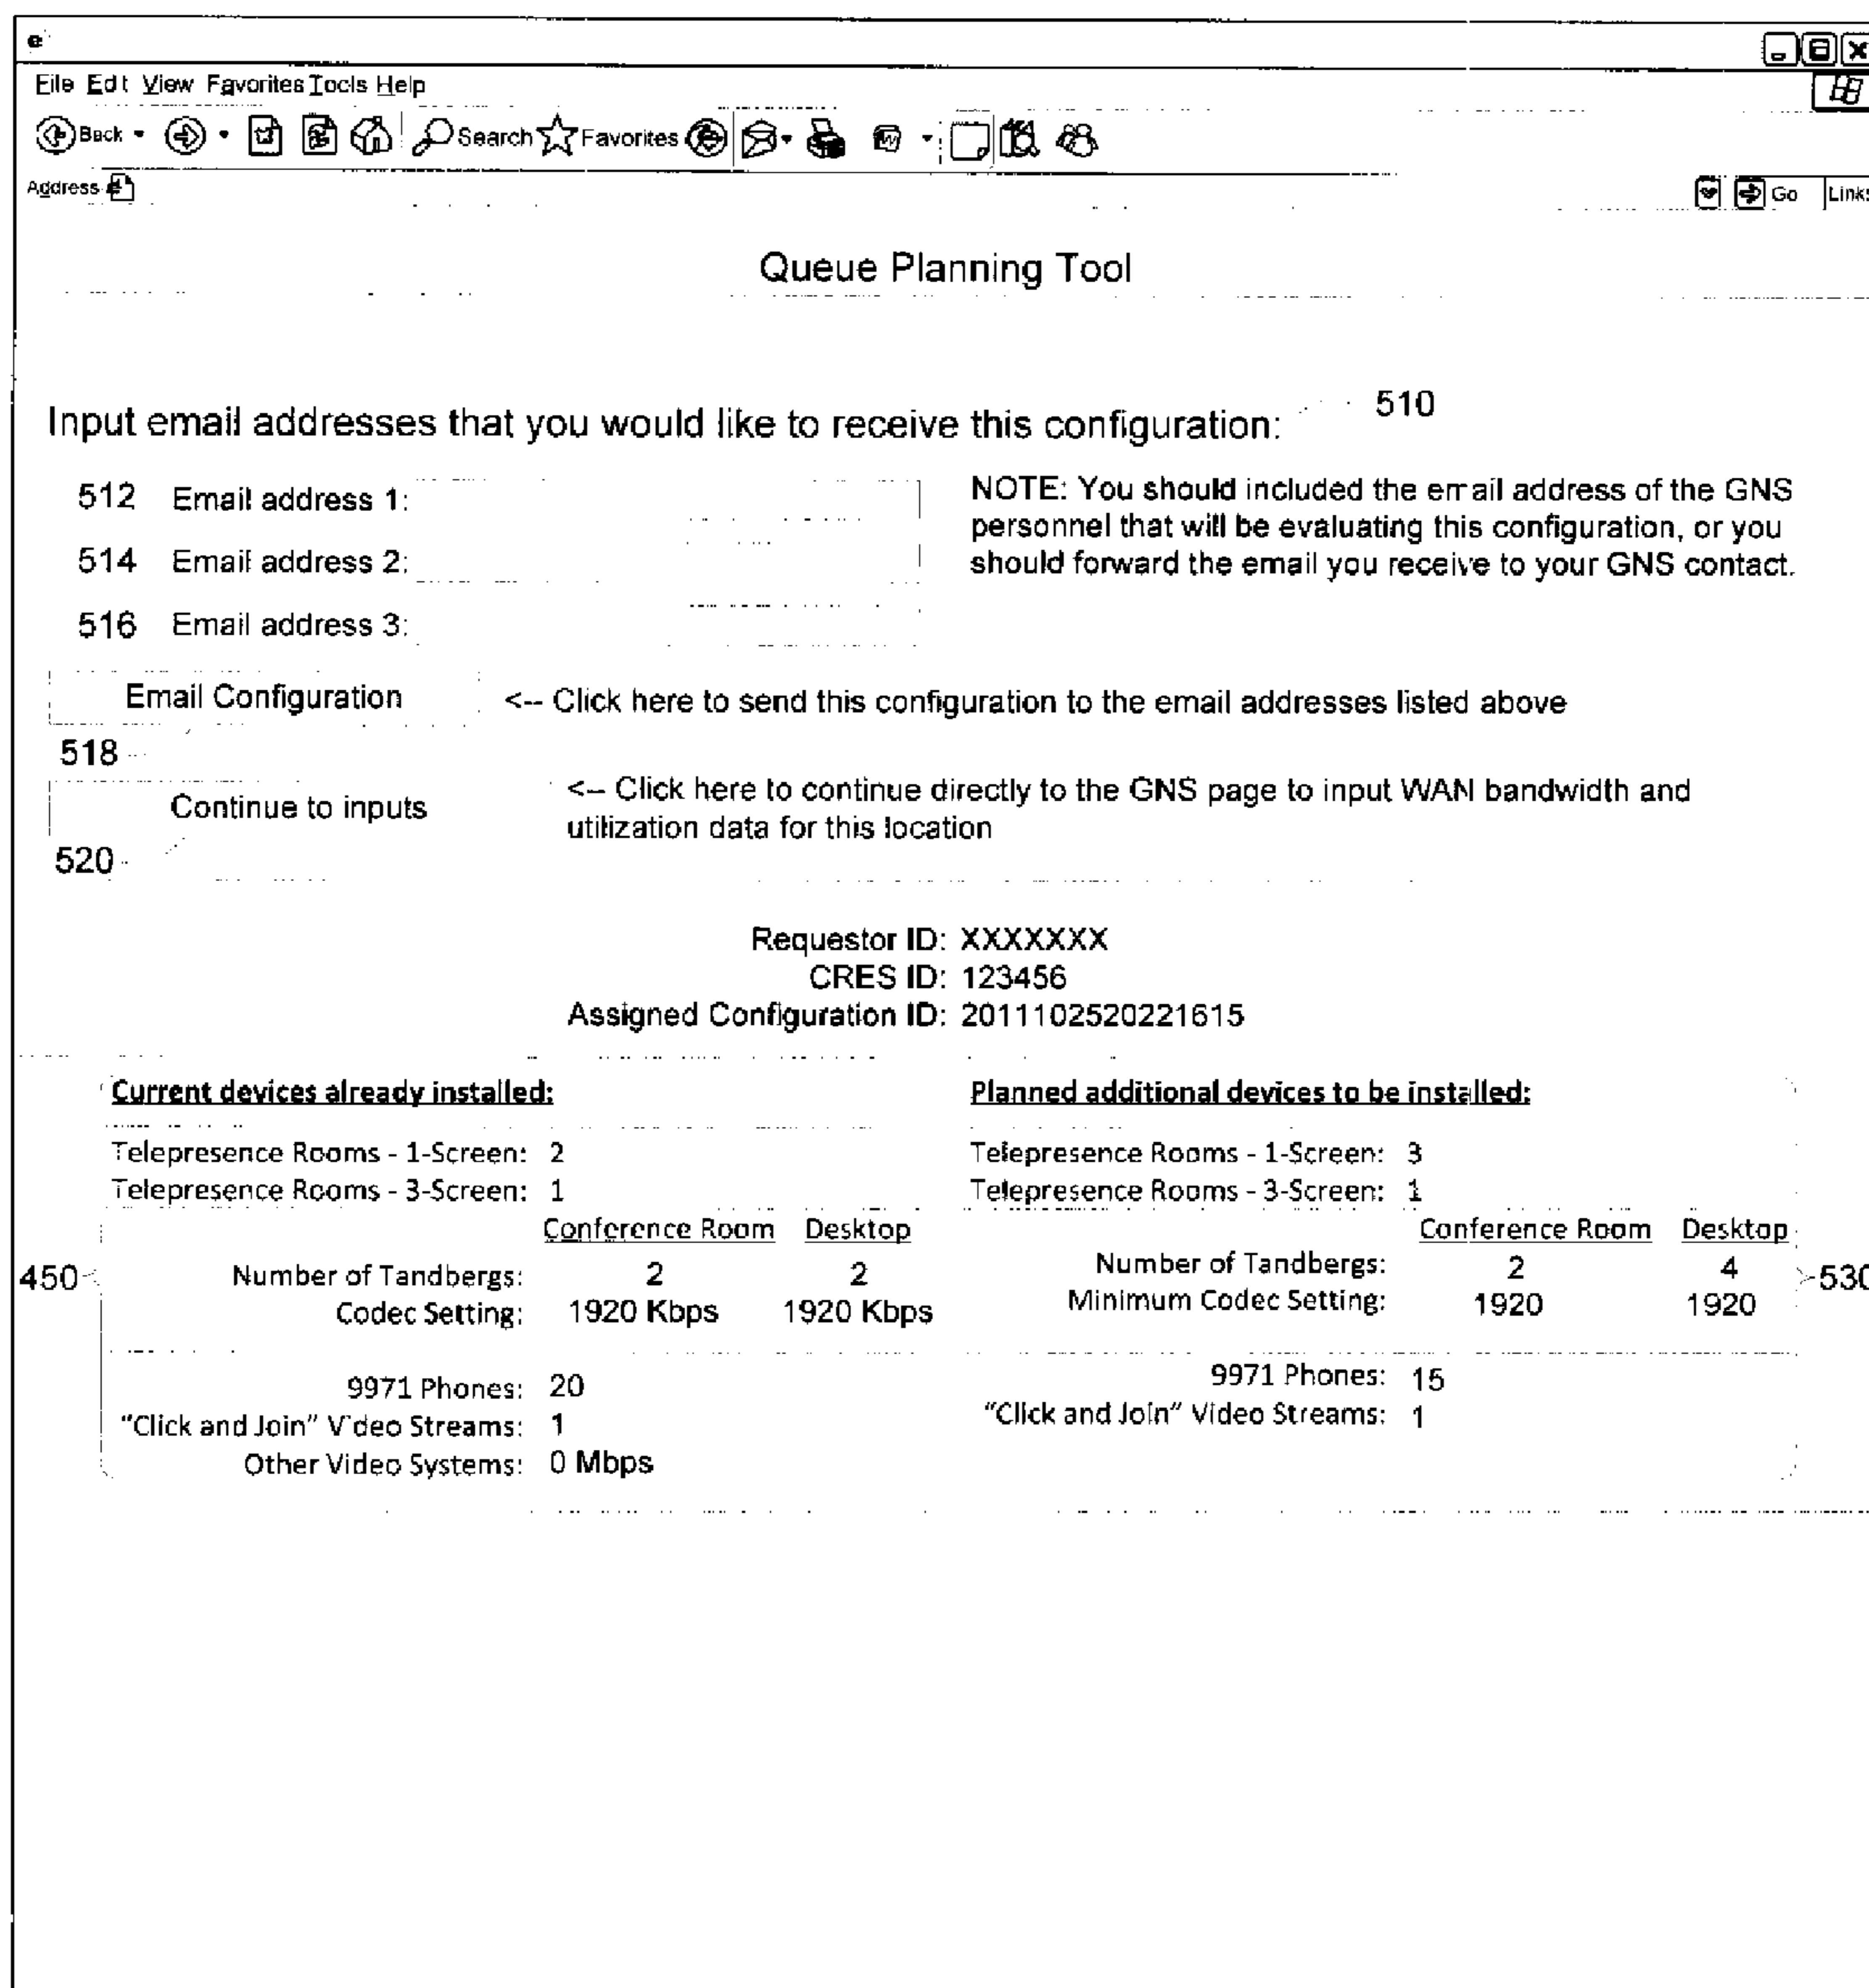 e
File Edit View Favorites Tools Help
Back Search Favorites
Address Go Links
Queue Planning Tool
Input email addresses that you would like to receive this configuration: 510
512 Email address 1:
514 Email address 2:
516 Email address 3:
NOTE: You should included the email address of the GNS
personnel that will be evaluating this configuration, or you
should forward the email you receive to your GNS contact.
Email Configuration <-- Click here to send this configuration to the email addresses listed above
518
Continue to inputs <-- Click here to continue directly to the GNS page to input WAN bandwidth and
utilization data for this location
520
Requestor ID: XXXXXXX
CRES ID: 123456
Assigned Configuration ID: 2011102520221615
Current devices already installed:
Telepresence Rooms - 1-Screen: 2
Telepresence Rooms - 3-Screen: 1
Conference Room Desktop
450 Number of Tandbergs: 2 2
Codec Setting: 1920 Kbps 1920 Kbps
9971 Phones: 20
"Click and Join" Video Streams: 1
Other Video Systems: 0 Mbps
Planned additional devices to be installed:
Telepresence Rooms - 1-Screen: 3
Telepresence Rooms - 3-Screen: 1
Conference Room Desktop
Number of Tandbergs: 2 4 530
Minimum Codec Setting: 1920 1920
9971 Phones: 15
"Click and Join" Video Streams: 1